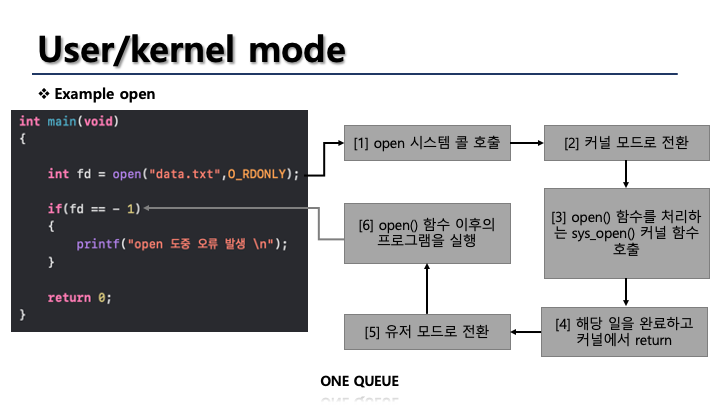 User/kernel mode
❖ Example open
int main(void)
{
int fd = open("data.txt",O_RDONLY);
if(fd == - 1)
{
printf("open 도중 오류 발생 \n");
}
return 0;
}
[1] open 시스템 콜 호출
[2] 커널 모드로 전환
[3] open() 함수를 처리하
는 sys_open() 커널 함수
호출
[4] 해당 일을 완료하고
커널에서 return
[5] 유저 모드로 전환
[6] open() 함수 이후의
프로그램을 실행
ONE QUEUE